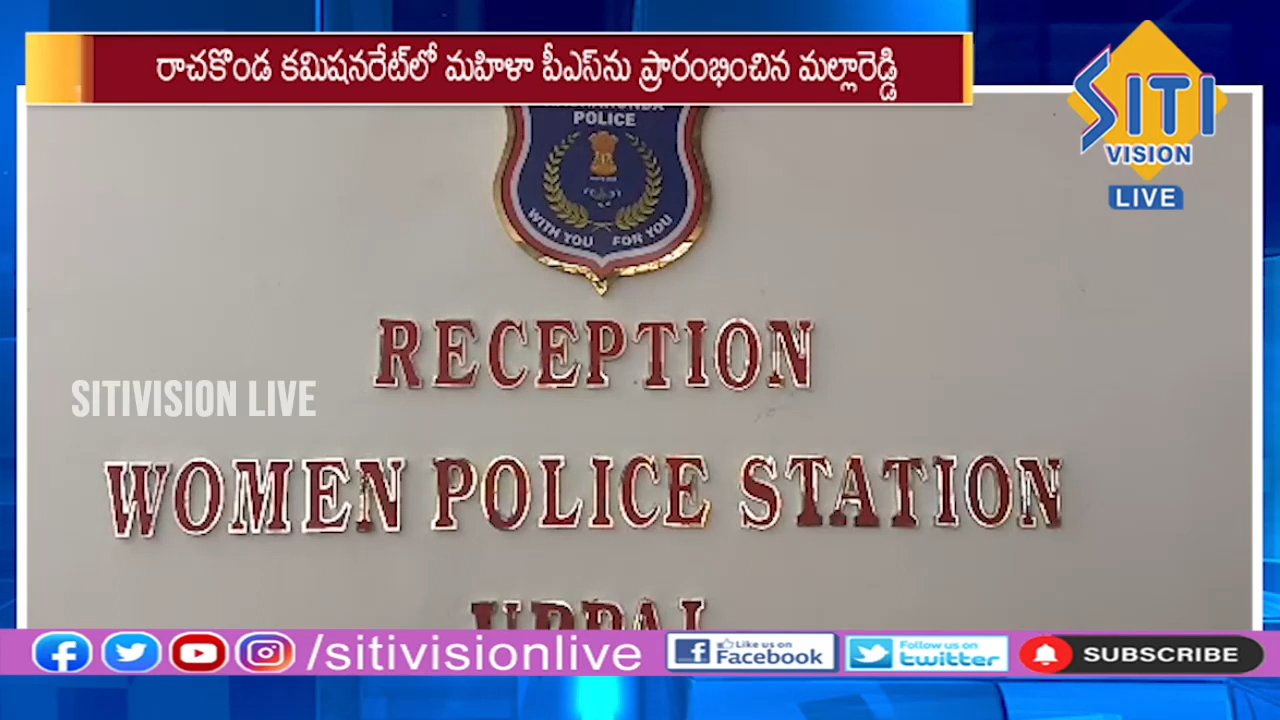 రాచకొండ కమిషనరేట్‌లో మహిళా పీఎస్‌ను ప్రారంభించిన మల్లారెడ్డి
SITI
VISION
LIVE
POLICE
WITH YOU FOR YOU
RECEPTION
SITIVISION LIVE
WOMEN POLICE STATION
/sitivisionlive
Like us on
Facebook
Follow us on
twitter
SUBSCRIBE